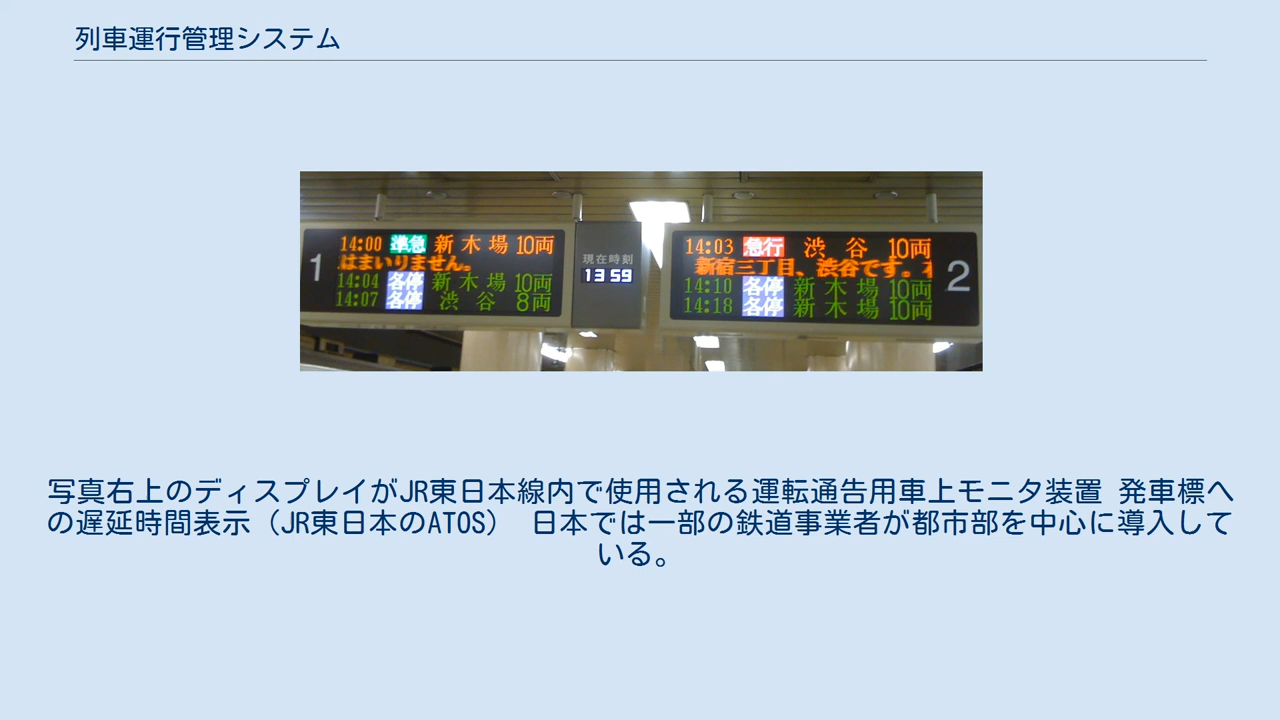 列車運行管理システム
1
14:00 準急 新木場 10両
はまいりません。
14:04 各停 新木場 10両
14:07 各停 渋谷 8両
現在時刻
13 59
14:03 急行 渋谷 10両
新宿三丁目、渋谷です。
14:10 各停 新木場 10両
14:18 各停 新木場 10両
2
写真右上のディスプレイがJR東日本線内で使用される運転通告用車上モニタ装置 発車標へ
の遅延時間表示（JR東日本のATOS） 日本では一部の鉄道事業者が都市部を中心に導入して
いる。